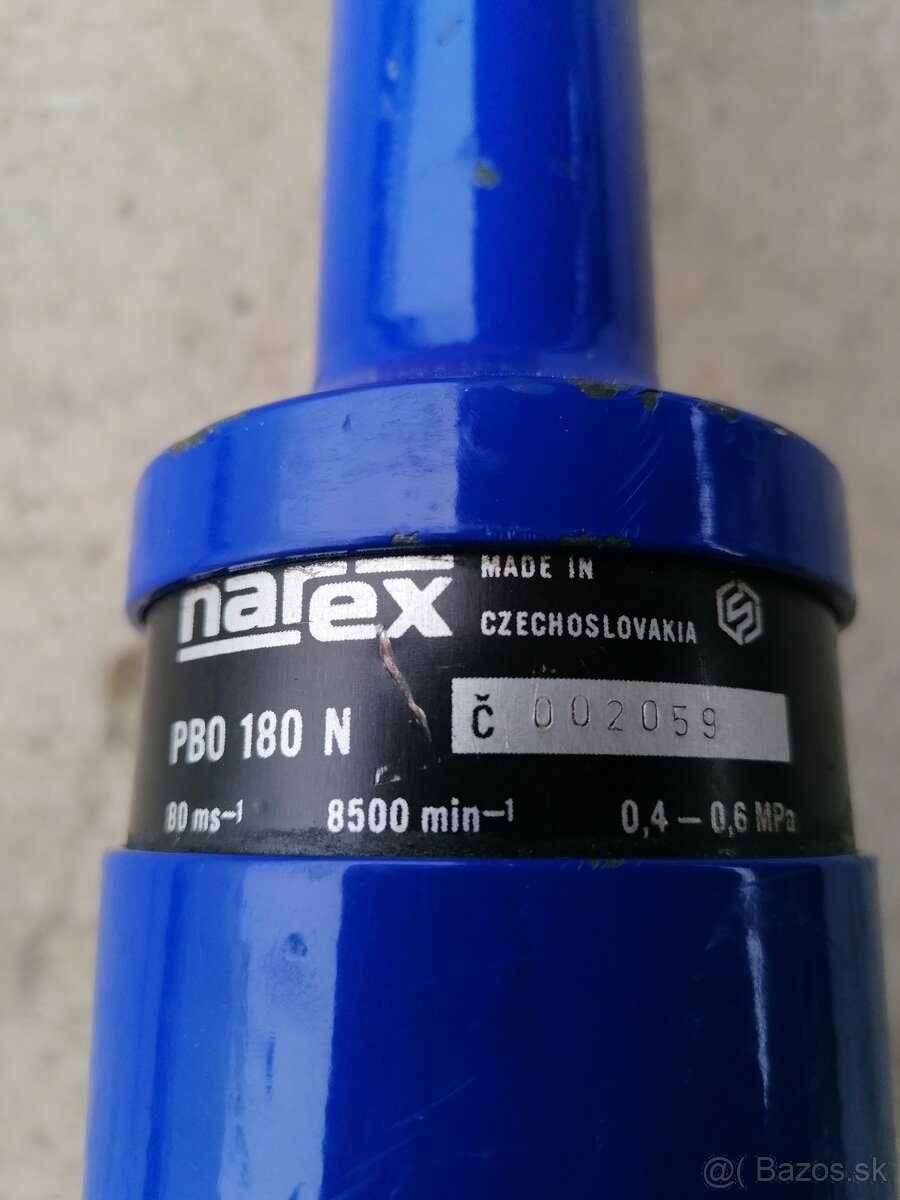 narex
MADE IN
CZECHOSLOVAKIA
PBO 180 N
Č 002059
80 ms-1
8500 min-1
0,4 – 0,6 MPa
@( Bazos.sk